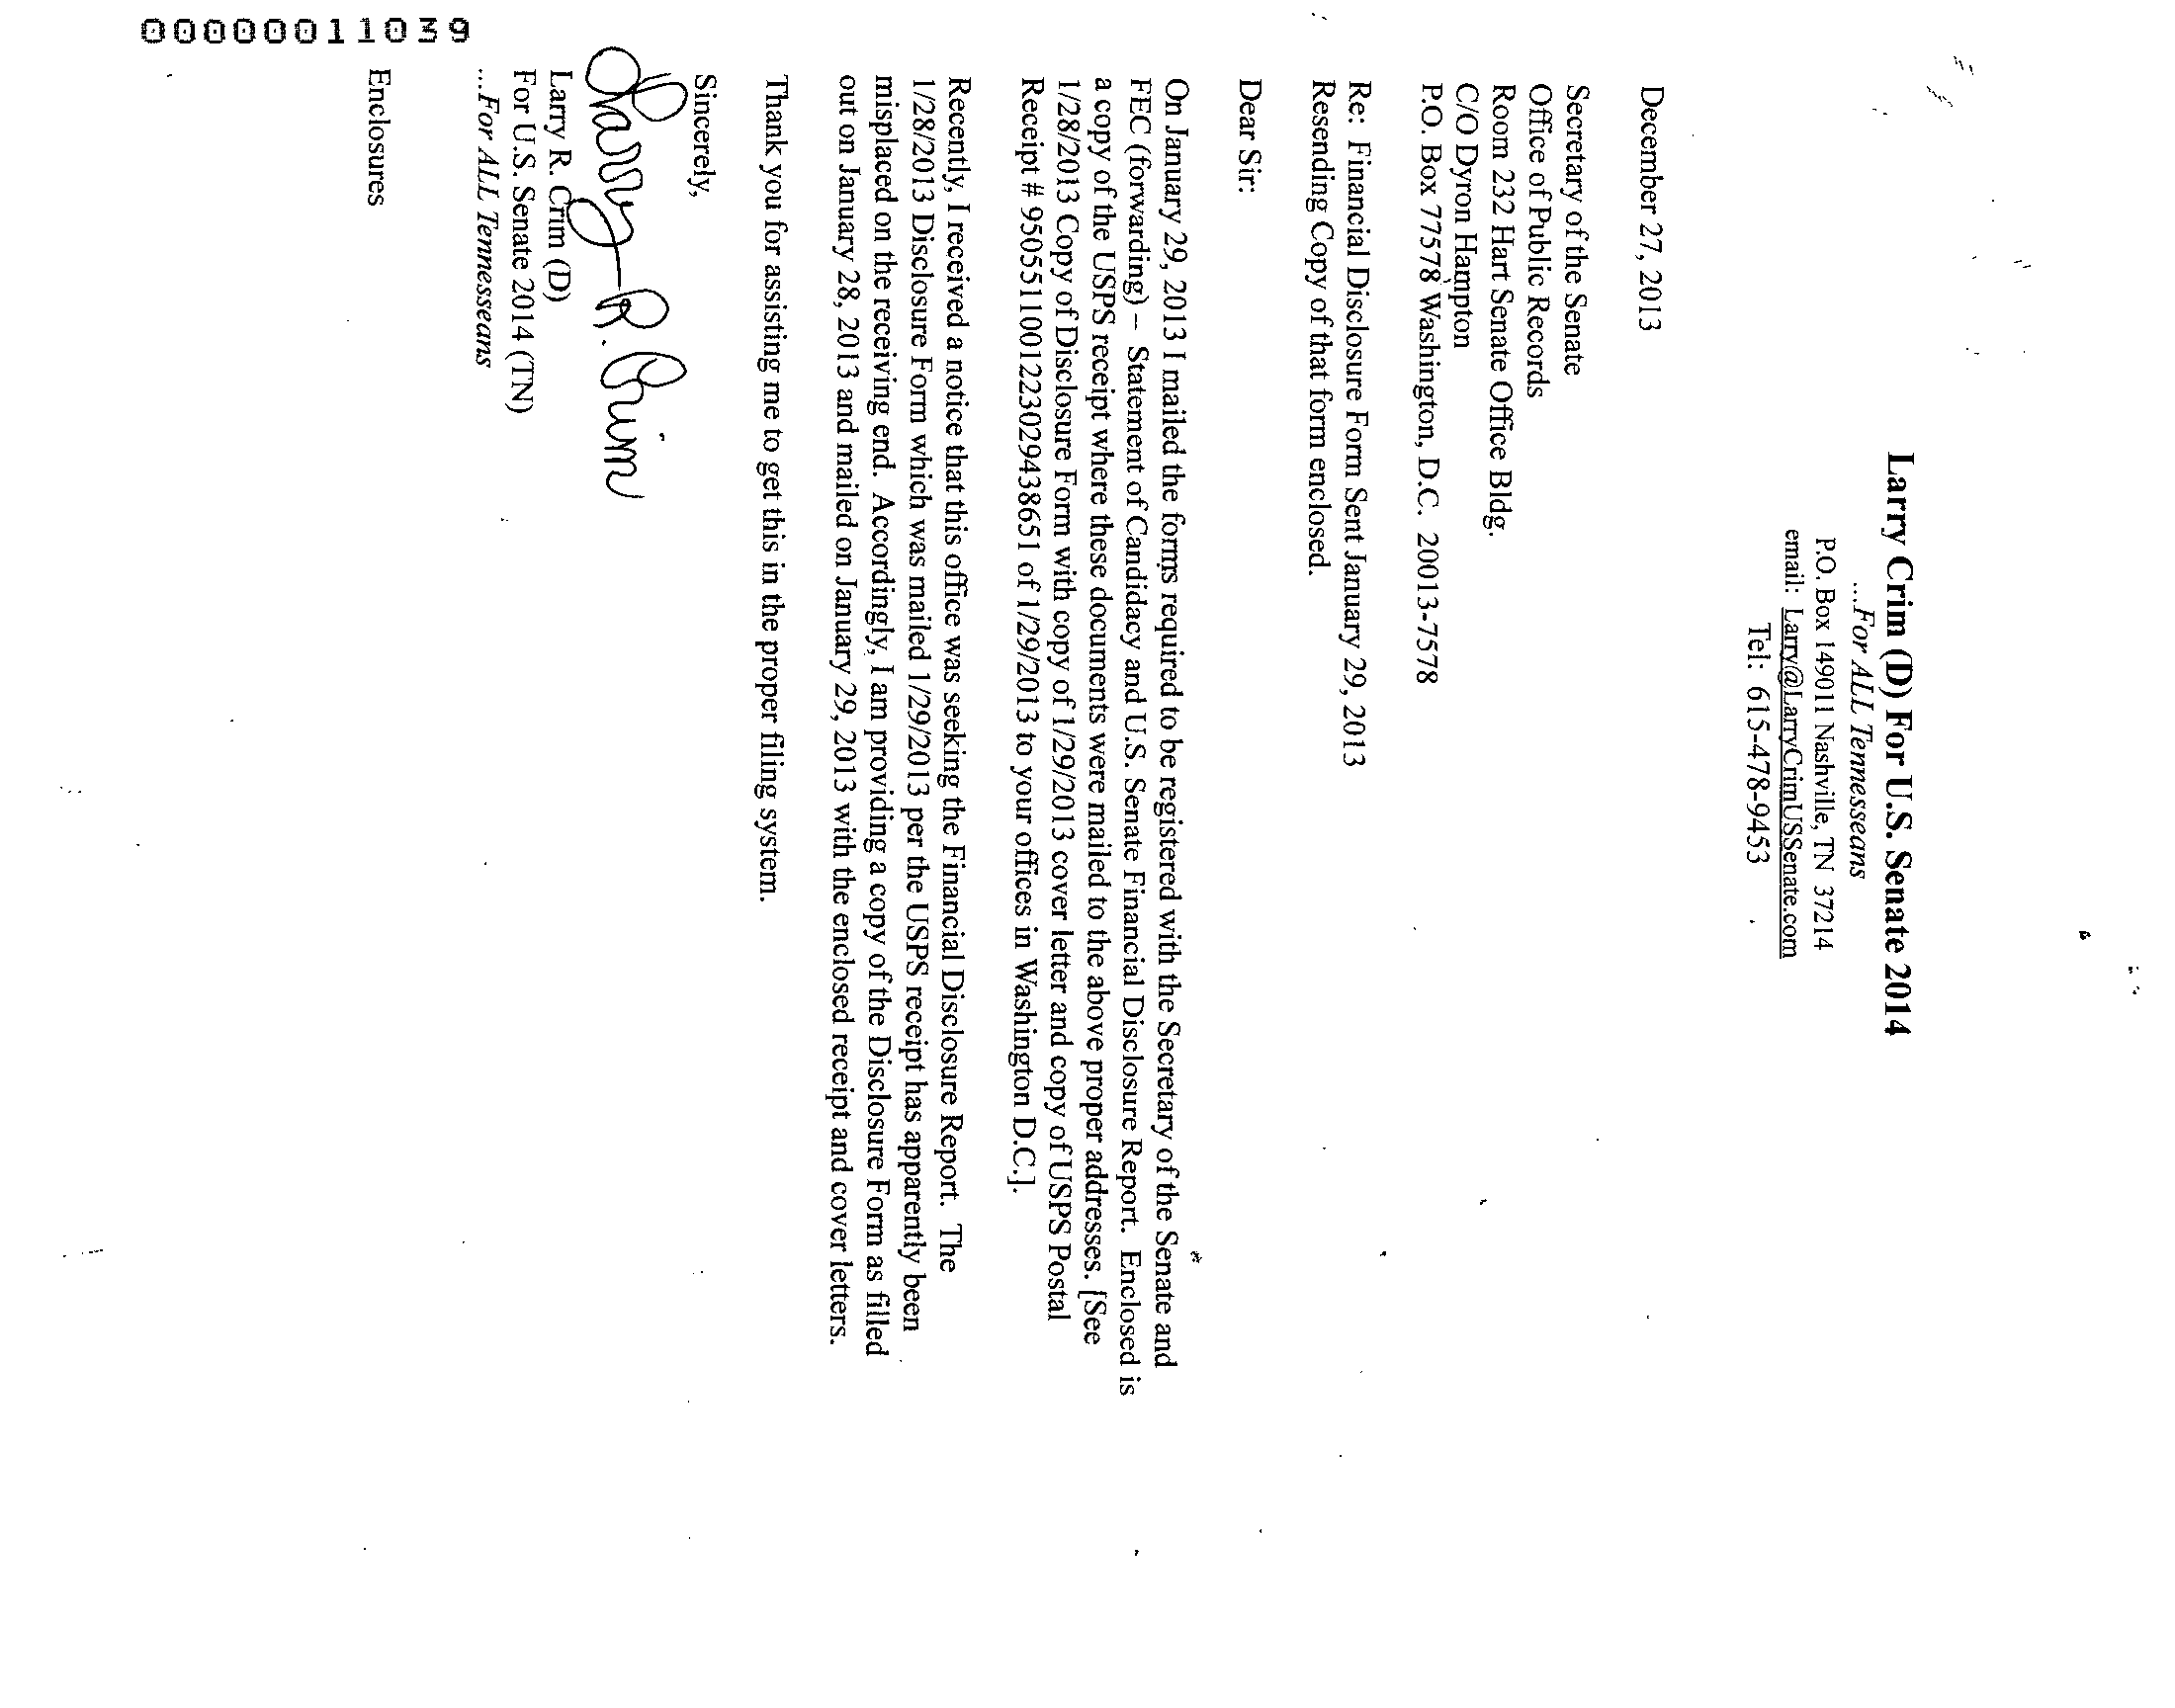 Larry Crim (D) For U.S. Senate 2014
...For ALL Tennesseans
P.O. Box 149011 Nashville, TN 37214
email: Larry@LarryCrimUSSenate.com
Tel: 615-478-9453
December 27, 2013
Secretary of the Senate
Office of Public Records
Room 232 Hart Senate Office Bldg.
C/O Dyron Hampton
P.O. Box 77578 Washington, D.C. 20013-7578
Re: Financial Disclosure Form Sent January 29, 2013
Resending Copy of that form enclosed.
Dear Sir:
On January 29, 2013 I mailed the forms required to be registered with the Secretary of the Senate and
FEC (forwarding) – Statement of Candidacy and U.S. Senate Financial Disclosure Report. Enclosed is
a copy of the USPS receipt where these documents were mailed to the above proper addresses. [See
1/28/2013 Copy of Disclosure Form with copy of 1/29/2013 cover letter and copy of USPS Postal
Receipt # 9505511001223029438651 of 1/29/2013 to your offices in Washington D.C.].
Recently, I received a notice that this office was seeking the Financial Disclosure Report. The
1/28/2013 Disclosure Form which was mailed 1/29/2013 per the USPS receipt has apparently been
misplaced on the receiving end. Accordingly, I am providing a copy of the Disclosure Form as filled
out on January 28, 2013 and mailed on January 29, 2013 with the enclosed receipt and cover letters.
Thank you for assisting me to get this in the proper filing system.
Sincerely,
Larry R. Crim
Larry R. Crim (D)
For U.S. Senate 2014 (TN)
...For ALL Tennesseans
Enclosures
00000011039